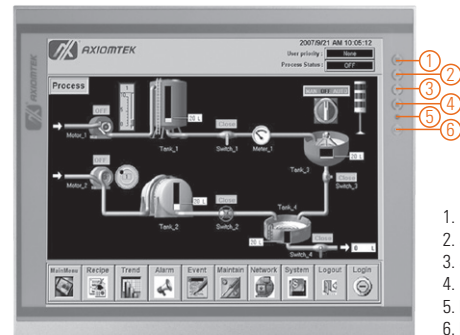 AXIOMTEK
AXIOMTEK
2007/9/21 AM 10:05:12
User priority : None
Process Status : OFF
Process
OFF
Motor_1
20 L
Tank_1
Close
Switch_1
Meter_1
OFF
Tank_3
20 L
Close
Switch_3
OFF
Motor_2
20 L
Tank_2
Close
Switch_2
Tank_4
20 L
Close
Switch_4
0 L
MainMenu Recipe Trend Alarm Event Maintain Network System Logout Login
1
2
3
4
5
6
1.
2.
3.
4.
5.
6.